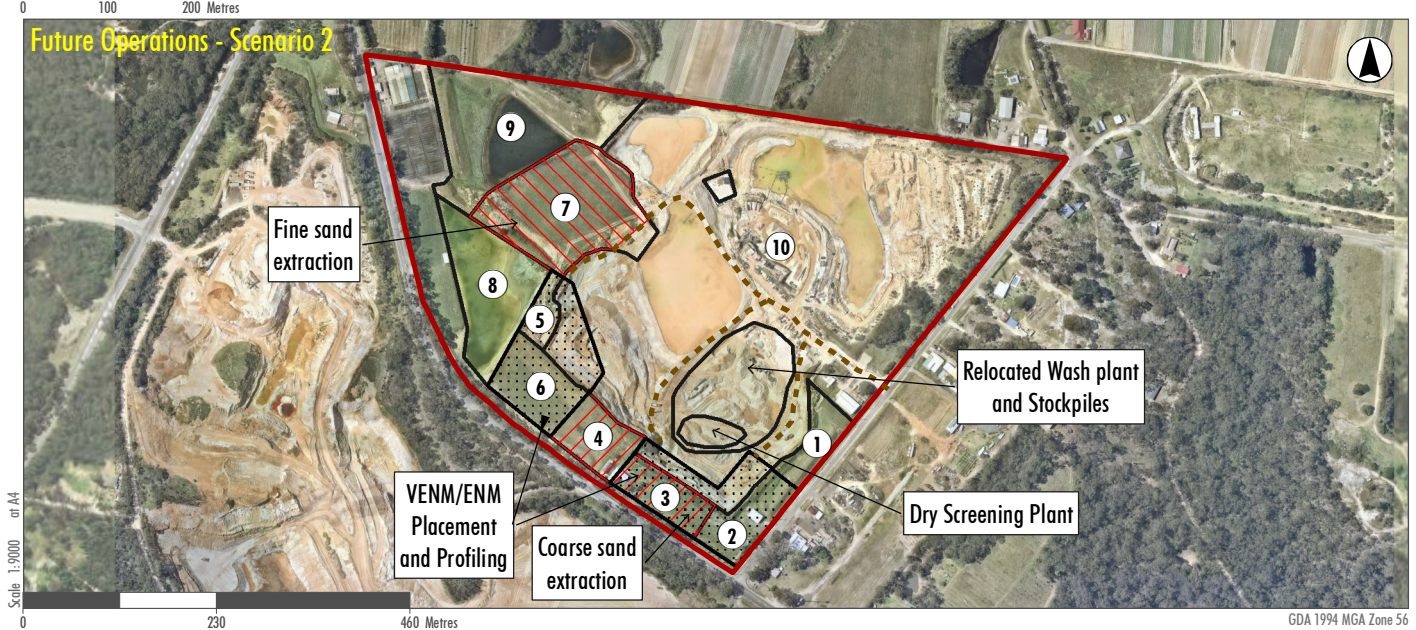 0 100 200 Metres
Future Operations - Scenario 2
9
7
Fine sand
extraction
10
8
5
Relocated Wash plant
and Stockpiles
6
4
1
VENM/ENM
Placement
and Profiling
3
Dry Screening Plant
2
Coarse sand
extraction
Scale 1:9000 at A4
0 230 460 Metres
GDA 1994 MGA Zone 56